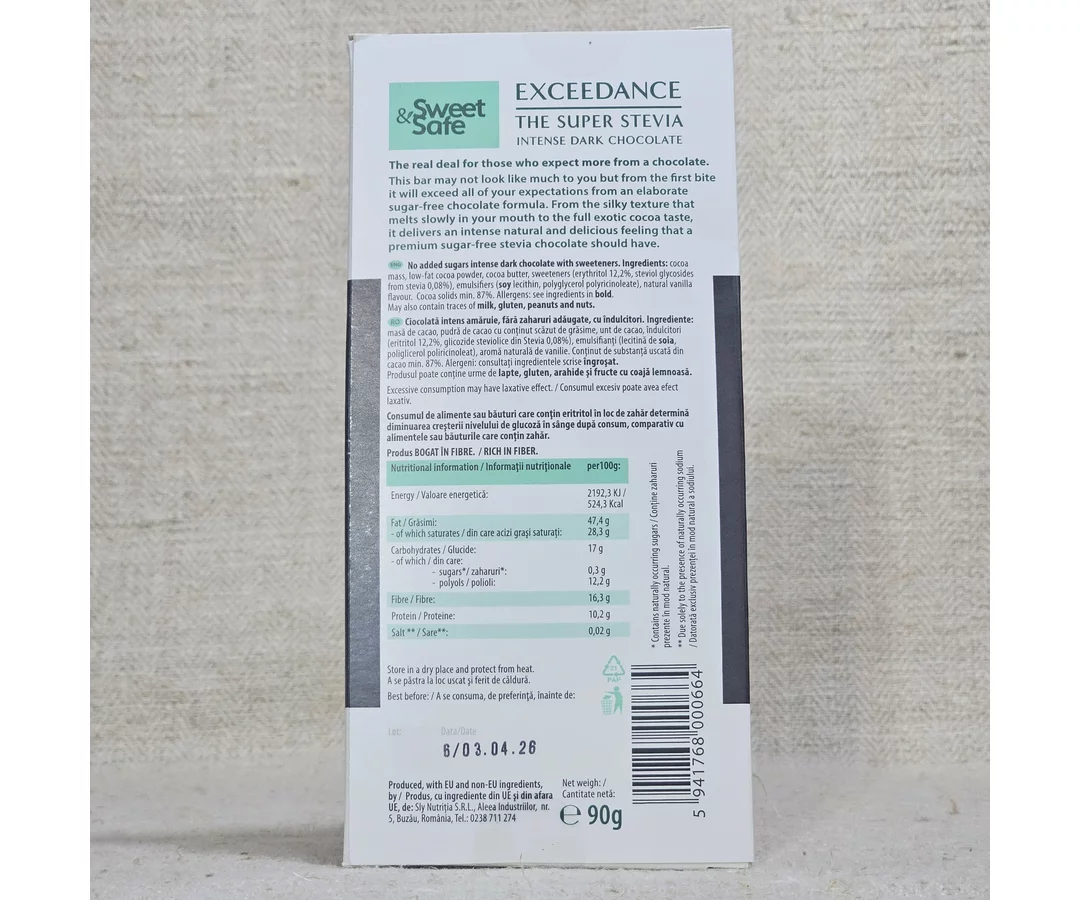 &Sweet
Safe
EXCEEDANCE
THE SUPER STEVIA
INTENSE DARK CHOCOLATE
The real deal for those who expect more from a chocolate.
This bar may not look like much to you but from the first bite
it will exceed all of your expectations from an elaborate
sugar-free chocolate formula. From the silky texture that
melts slowly in your mouth to the full exotic cocoa taste,
it delivers an intense natural and delicious feeling that a
premium sugar-free stevia chocolate should have.
ENG No added sugars intense dark chocolate with sweeteners. Ingredients: cocoa
mass, low-fat cocoa powder, cocoa butter, sweeteners (erythritol 12,2%, steviol glycosides
from stevia 0,08%), emulsifiers (soy lecithin, polyglycerol polyricinoleate), natural vanilla
flavour. Cocoa solids min. 87%. Allergens: see ingredients in bold.
May also contain traces of milk, gluten, peanuts and nuts.
RO Ciocolată intens amăruie, fără zaharuri adăugate, cu îndulcitori. Ingrediente:
masă de cacao, pudră de cacao cu conținut scăzut de grăsime, unt de cacao, îndulcitori
(eritritol 12,2%, glicozide steviolice din Stevia 0,08%), emulsifianți (lecitină de soia,
poliglicerol poliricinoleat), aromă naturală de vanilie. Conținut de substanță uscată din
cacao min. 87%. Alergeni: consultați ingredientele scrise îngroșat.
Produsul poate conține urme de lapte, gluten, arahide și fructe cu coajă lemnoasă.
Excessive consumption may have laxative effect. / Consumul excesiv poate avea efect
laxativ.
Consumul de alimente sau băuturi care conțin eritritol în loc de zahăr determină
diminuarea creșterii nivelului de glucoză în sânge după consum, comparativ cu
alimentele sau băuturile care conțin zahăr.
Produs BOGAT ÎN FIBRE. / RICH IN FIBER.
Nutritional information / Informații nutriționale per100g:
Energy / Valoare energetică: 2192,3 KJ /
524,3 Kcal
Fat / Grăsimi: 47,4 g
- of which saturates / din care acizi grași saturați: 28,3 g
Carbohydrates / Glucide: 17 g
- of which / din care:
- sugars*/ zaharuri*: 0,3 g
- polyols / polioli: 12,2 g
Fibre / Fibre: 16,3 g
Protein / Proteine: 10,2 g
Salt ** / Sare**: 0,02 g
* Contains naturally occurring sugars / Conține zaharuri
prezente în mod natural.
** Due solely to the presence of naturally occurring sodium
/ Datorată exclusiv prezenței în mod natural a sodiului.
Store in a dry place and protect from heat.
A se păstra la loc uscat și ferit de căldură.
Best before: / A se consuma, de preferință, înainte de:
21
PAP
Lot: Data/Date
6/03.04.26
Produced, with EU and non-EU ingredients,
by / Produs, cu ingrediente din UE și din afara
UE, de: Sly Nutriția S.R.L., Aleea Industriilor, nr.
5, Buzău, România, Tel.: 0238 711 274
Net weigh: /
Cantitate netă:
e 90g
5 941768 000664